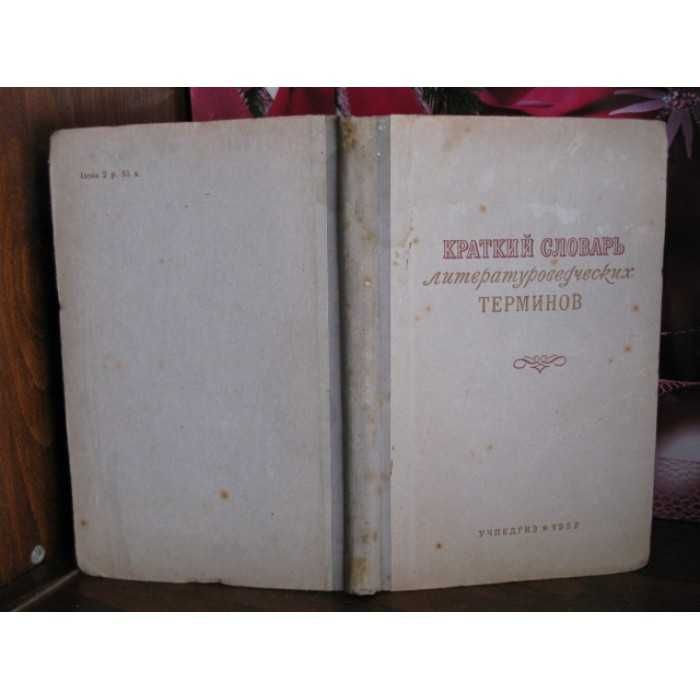 Цена 2 р. 55 к.
КРАТКИЙ СЛОВАРЬ
литературоведческих
ТЕРМИНОВ
УЧПЕДГИЗ • 1952